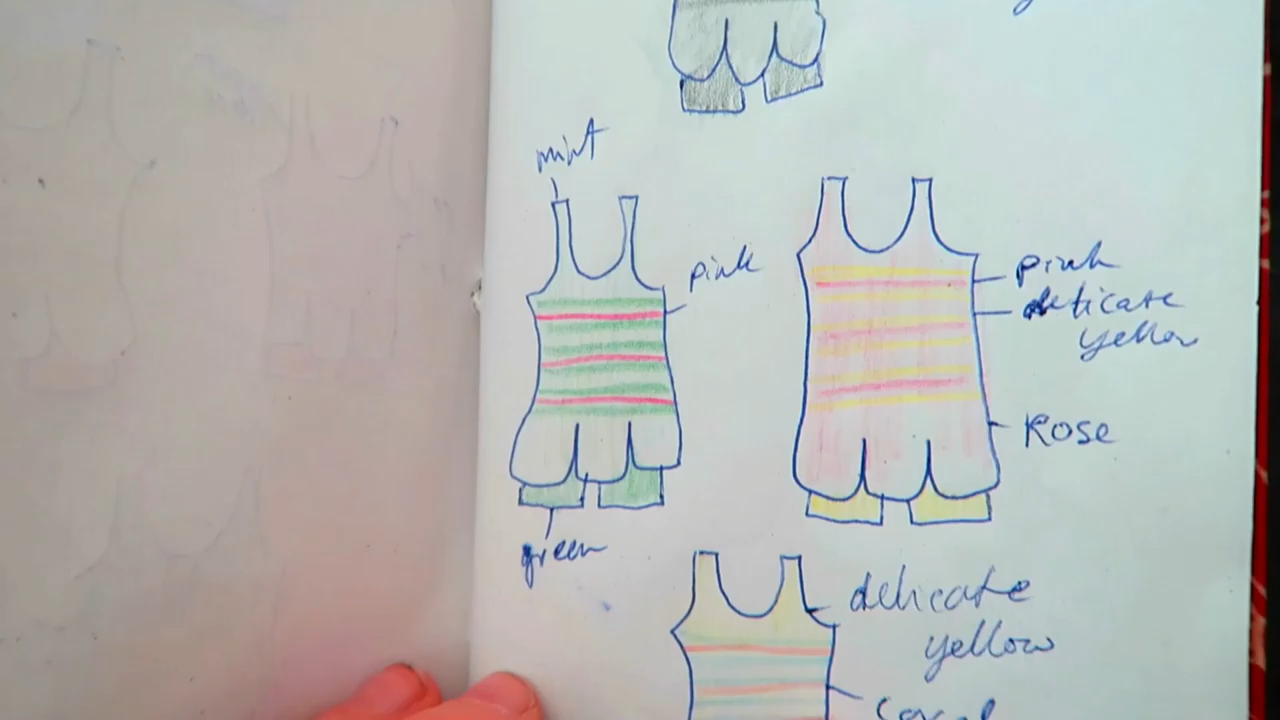 mint
pink
pink
delicate
yellow
Rose
green
delicate
yellow